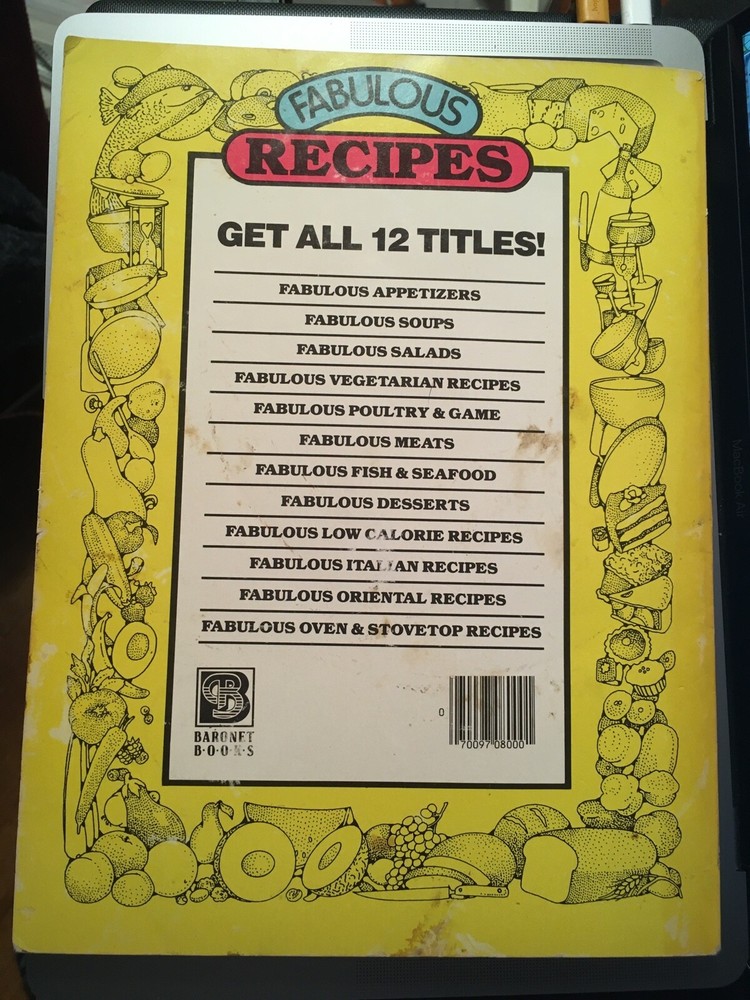 FABULOUS
RECIPES
GET ALL 12 TITLES!
FABULOUS APPETIZERS
FABULOUS SOUPS
FABULOUS SALADS
FABULOUS VEGETARIAN RECIPES
FABULOUS POULTRY & GAME
FABULOUS MEATS
FABULOUS FISH & SEAFOOD
FABULOUS DESSERTS
FABULOUS LOW CALORIE RECIPES
FABULOUS ITALIAN RECIPES
FABULOUS ORIENTAL RECIPES
FABULOUS OVEN & STOVETOP RECIPES
BARONET
B·O·O·K·S
0
70097 08000
MacBook Air